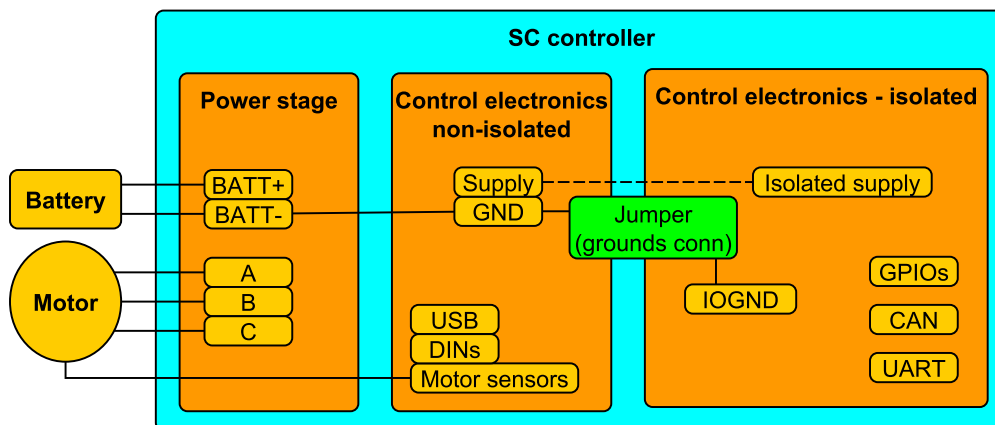 SC controller
Power stage
Control electronics
non-isolated
Control electronics - isolated
Battery
BATT+
BATT-
Supply
GND
Isolated supply
Jumper
(grounds conn)
Motor
A
B
C
IOGND
GPIOs
USB
DINs
Motor sensors
CAN
UART